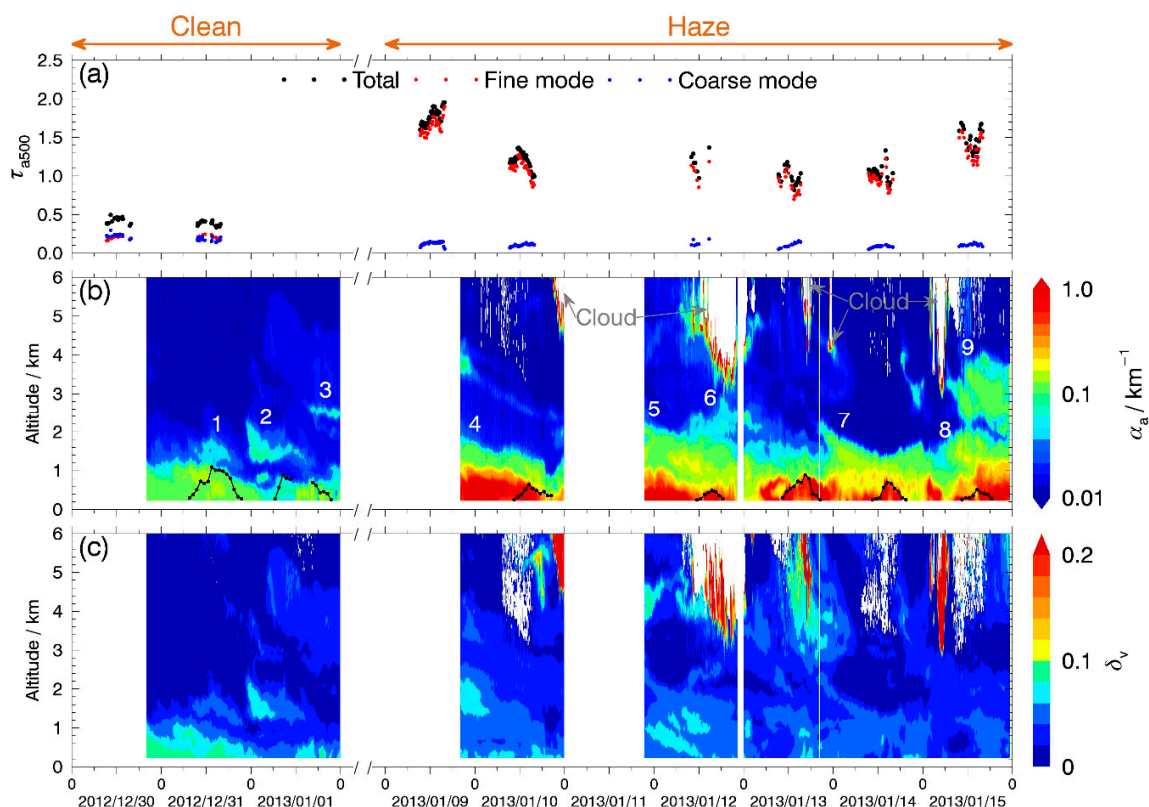 Clean Haze
(a) Total Fine mode Coarse mode
2.5
2.0
1.5
1.0
0.5
0.0
τa500
(b)
6
5
4
3
2
1
0
Altitude / km
1 2 3 4 5 6 7 8 9
Cloud Cloud
1.0
0.1
0.01
αa / km−1
(c)
6
5
4
3
2
1
0
Altitude / km
0.2
0.1
0
δv
0 0 0 0 0 0 0 0 0 0 0 0
2012/12/30 2012/12/31 2013/01/01 2013/01/09 2013/01/10 2013/01/11 2013/01/12 2013/01/13 2013/01/14 2013/01/15